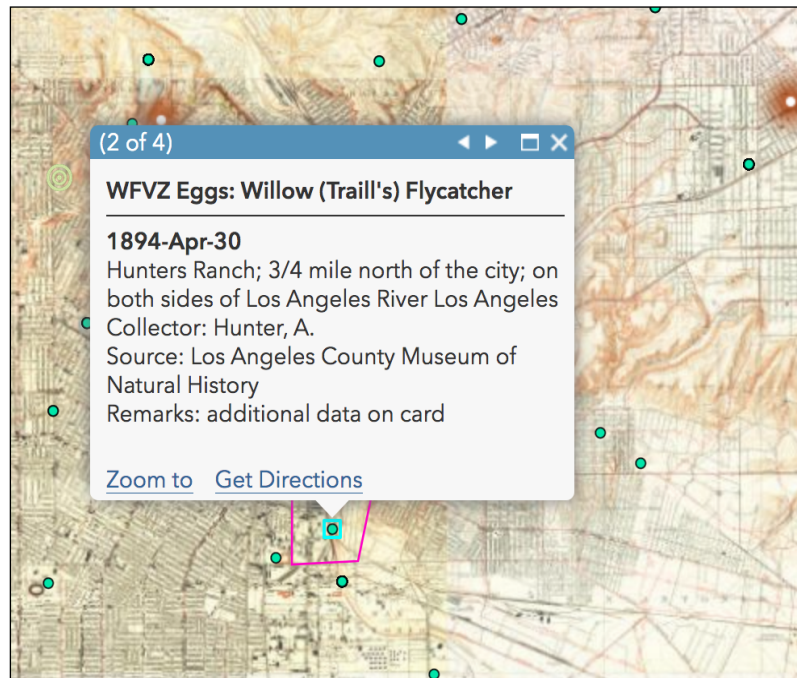 (2 of 4)
WFVZ Eggs: Willow (Traill's) Flycatcher
1894-Apr-30
Hunters Ranch; 3/4 mile north of the city; on
both sides of Los Angeles River Los Angeles
Collector: Hunter, A.
Source: Los Angeles County Museum of
Natural History
Remarks: additional data on card
Zoom to Get Directions